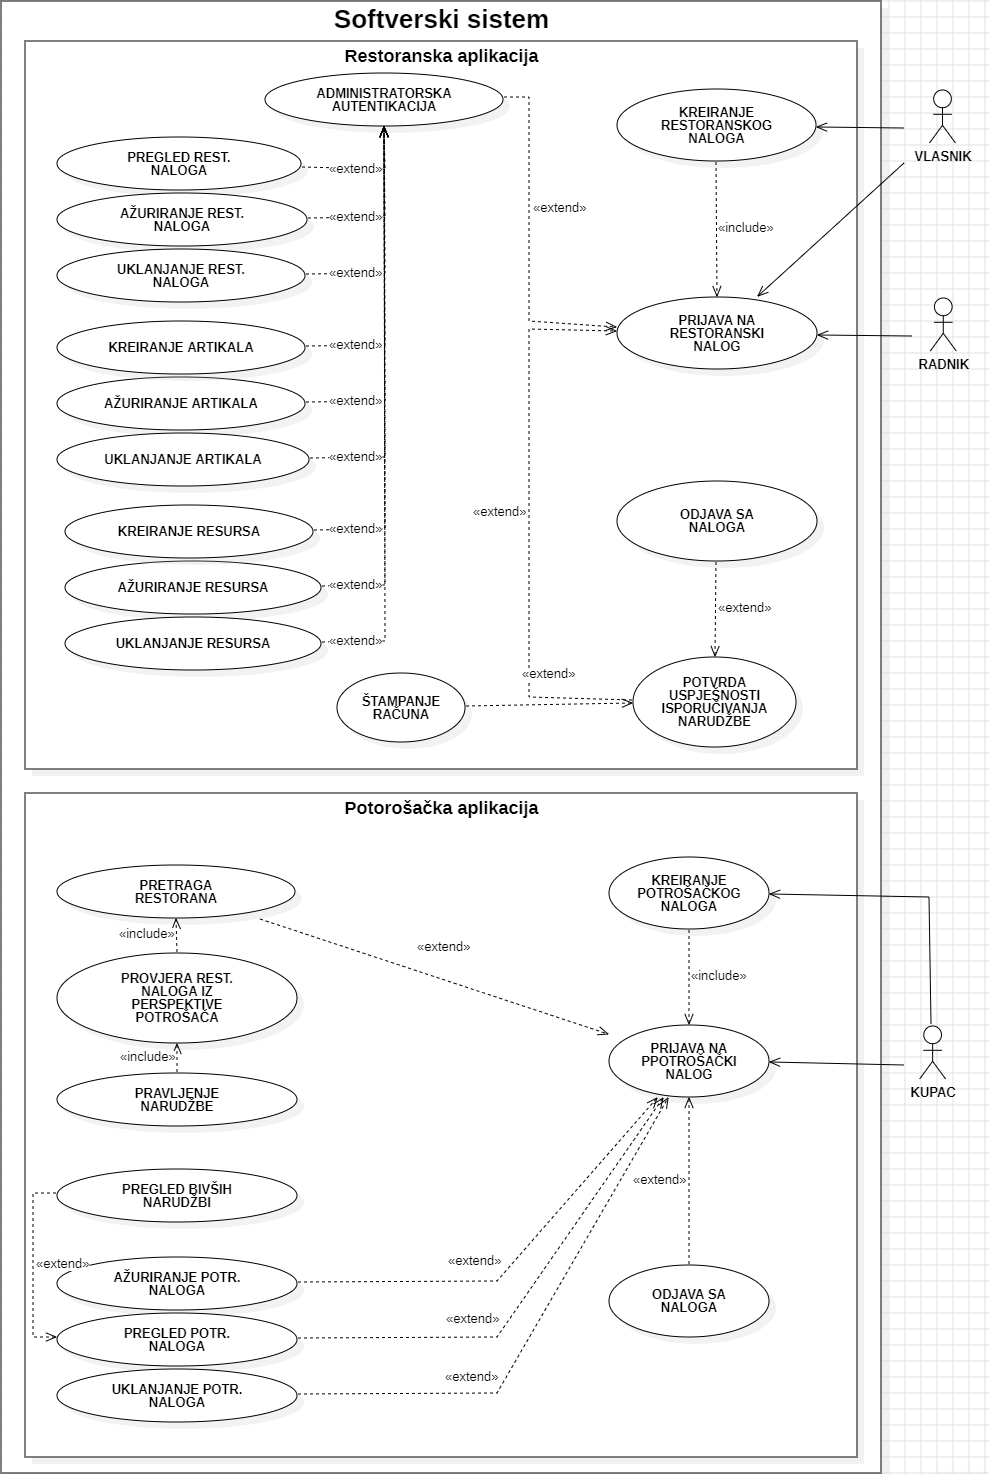 Softverski sistem
Restoranska aplikacija
ADMINISTRATORSKA
AUTENTIKACIJA
KREIRANJE
RESTORANSKOG
NALOGA
VLASNIK
PREGLED REST.
NALOGA
«extend»
AŽURIRANJE REST.
NALOGA
«extend»
«extend»
«include»
UKLANJANJE REST.
NALOGA
«extend»
PRIJAVA NA
RESTORANSKI
NALOG
RADNIK
KREIRANJE ARTIKALA
«extend»
AŽURIRANJE ARTIKALA
«extend»
UKLANJANJE ARTIKALA
«extend»
«extend»
ODJAVA SA
NALOGA
KREIRANJE RESURSA
«extend»
AŽURIRANJE RESURSA
«extend»
«extend»
UKLANJANJE RESURSA
«extend»
«extend»
ŠTAMPANJE
RAČUNA
POTVRDA
USPJEŠNOSTI
ISPORUČIVANJA
NARUDŽBE
Potorošačka aplikacija
PRETRAGA
RESTORANA
KREIRANJE
POTROŠAČKOG
NALOGA
«include»
«extend»
PROVJERA REST.
NALOGA IZ
PERSPEKTIVE
POTROŠAČA
«include»
«include»
PRIJAVA NA
PPOTROŠAČKI
NALOG
KUPAC
PRAVLJENJE
NARUDŽBE
PREGLED BIVŠIH
NARUDŽBI
«extend»
«extend»
«extend»
AŽURIRANJE POTR.
NALOGA
ODJAVA SA
NALOGA
«extend»
PREGLED POTR.
NALOGA
«extend»
UKLANJANJE POTR.
NALOGA